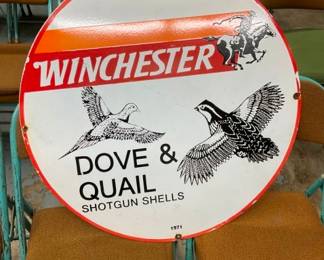 WINCHESTER
DOVE &
QUAIL
SHOTGUN SHELLS
1971